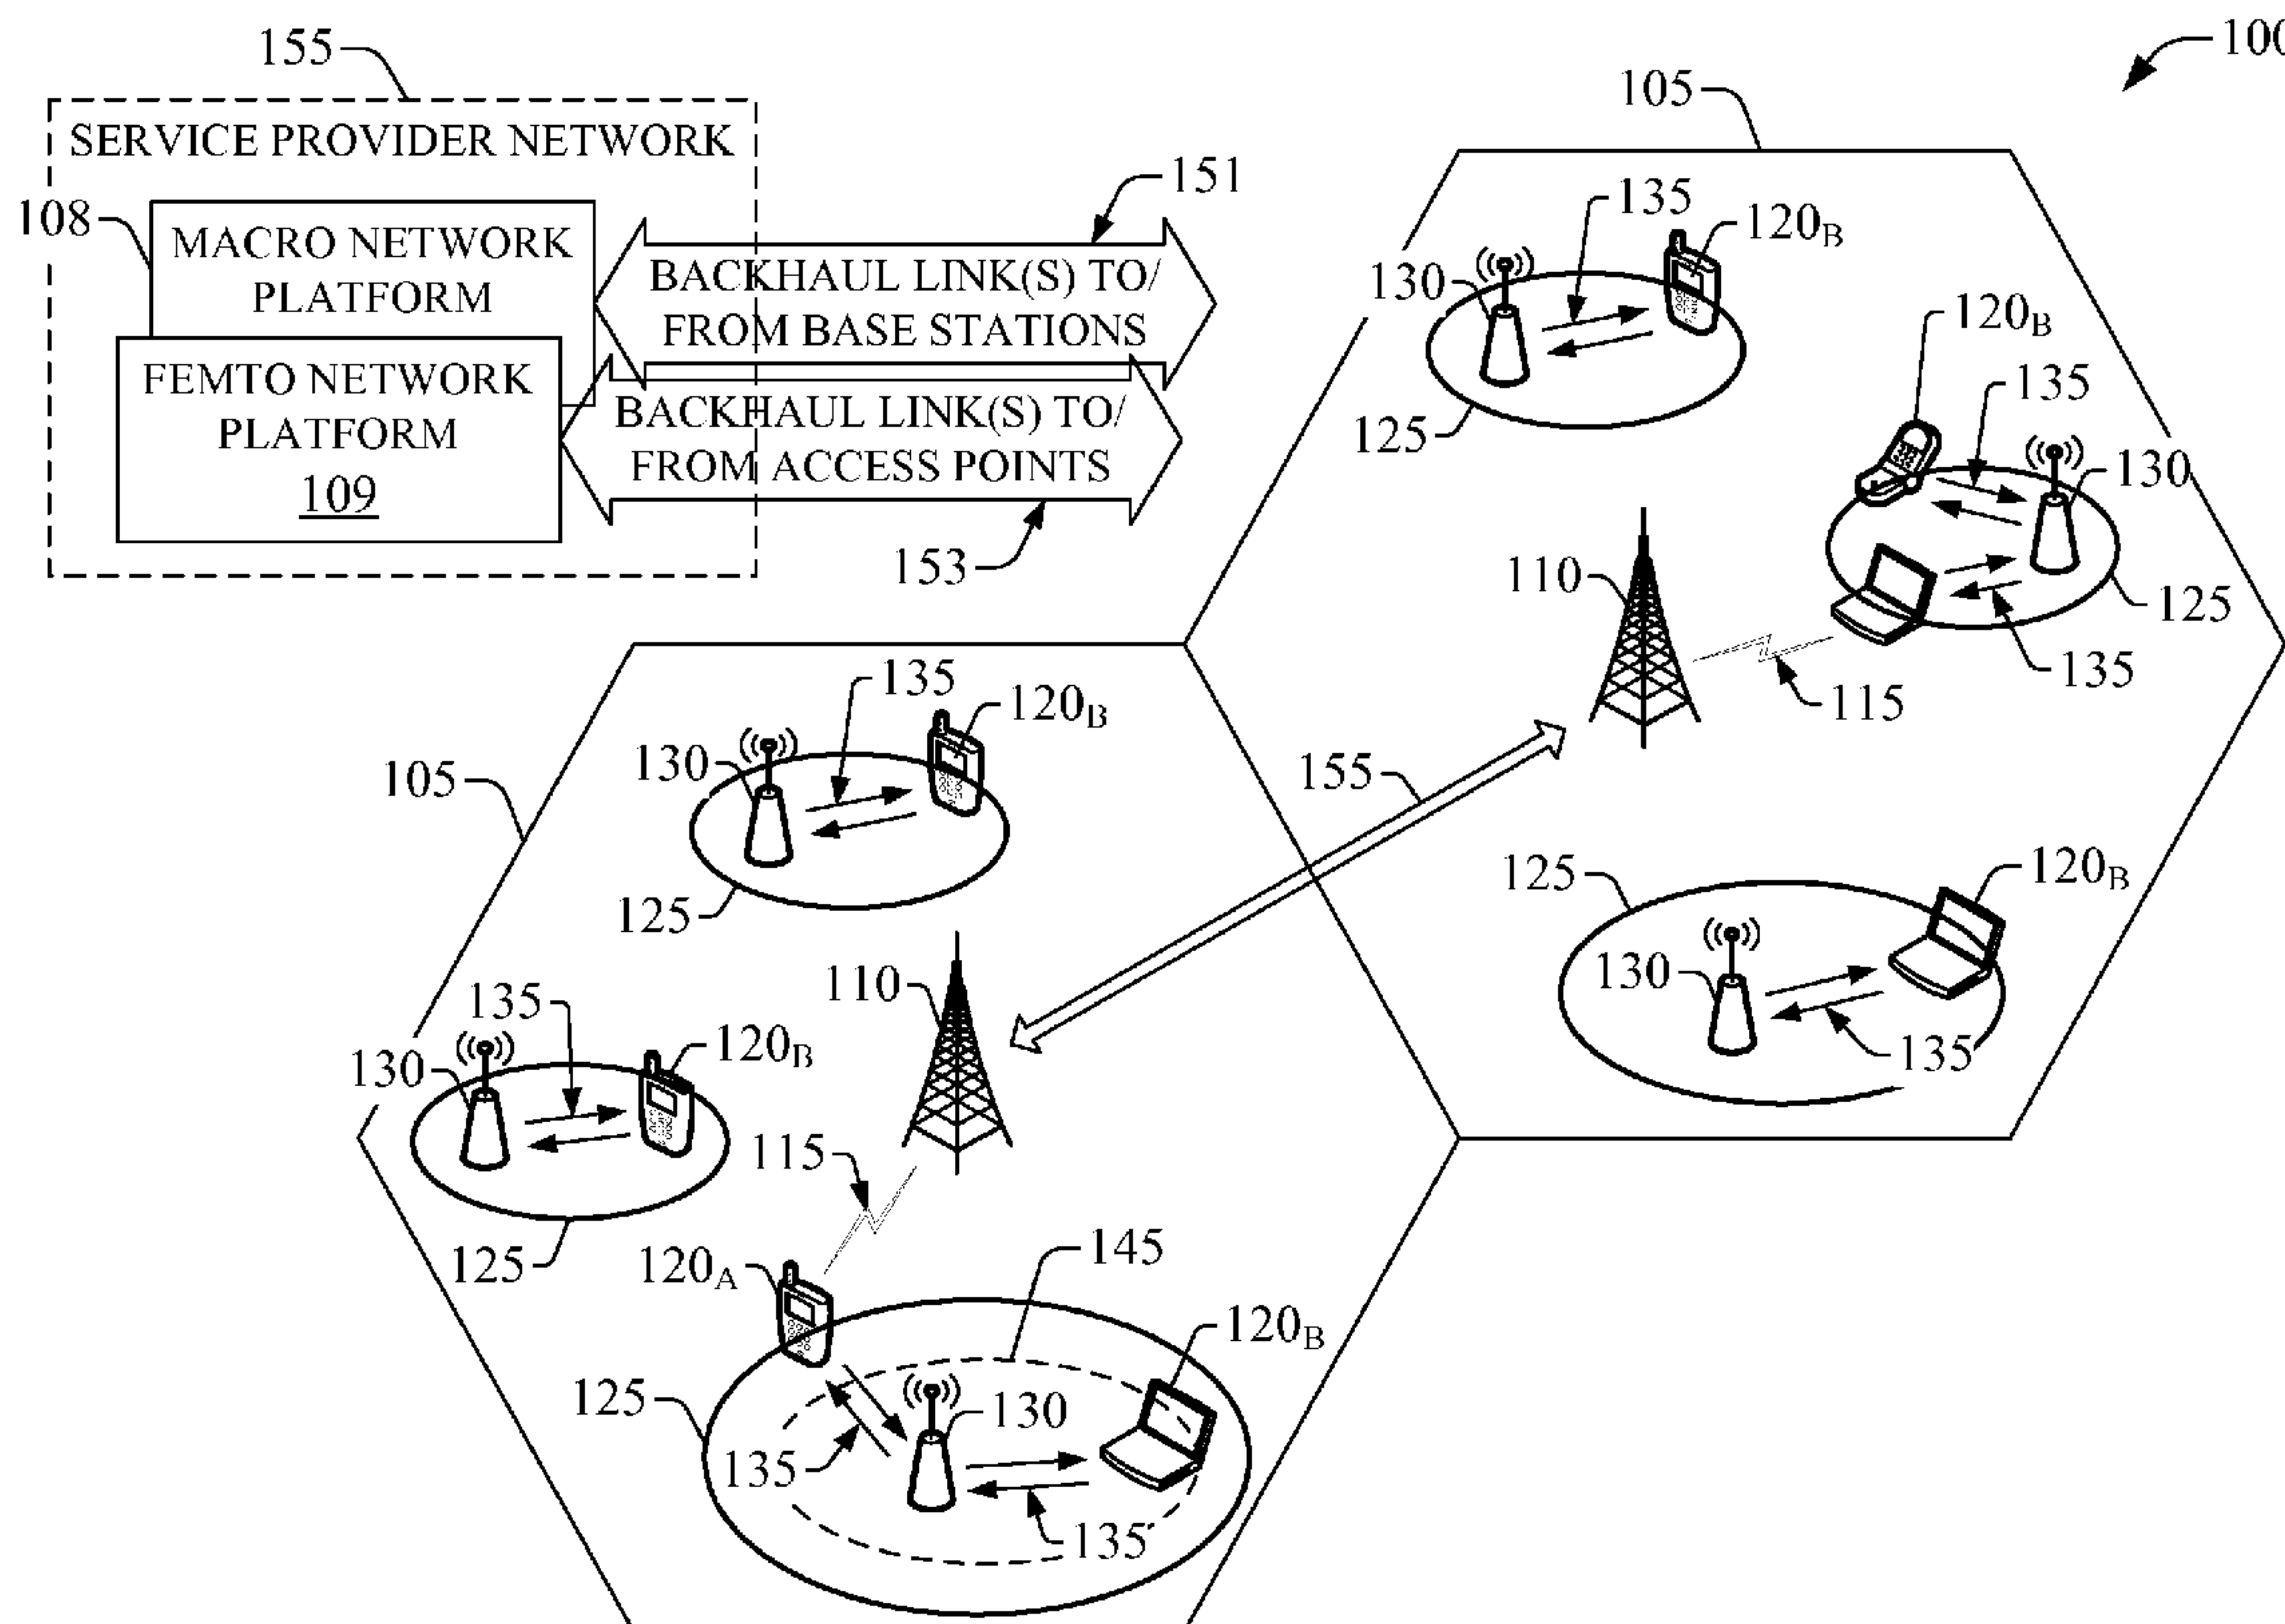 155
100
105
SERVICE PROVIDER NETWORK
151
108
MACRO NETWORK
PLATFORM
BACKHAUL LINK(S) TO/
FROM BASE STATIONS
FEMTO NETWORK
PLATFORM
109
BACKHAUL LINK(S) TO/
FROM ACCESS POINTS
153
135
120B
130
125
120B
135
130
125
135
110
115
155
125
120B
130
135
105
135
120B
130
125
110
135
120B
130
125
115
120A
145
120B
125
130
135
135